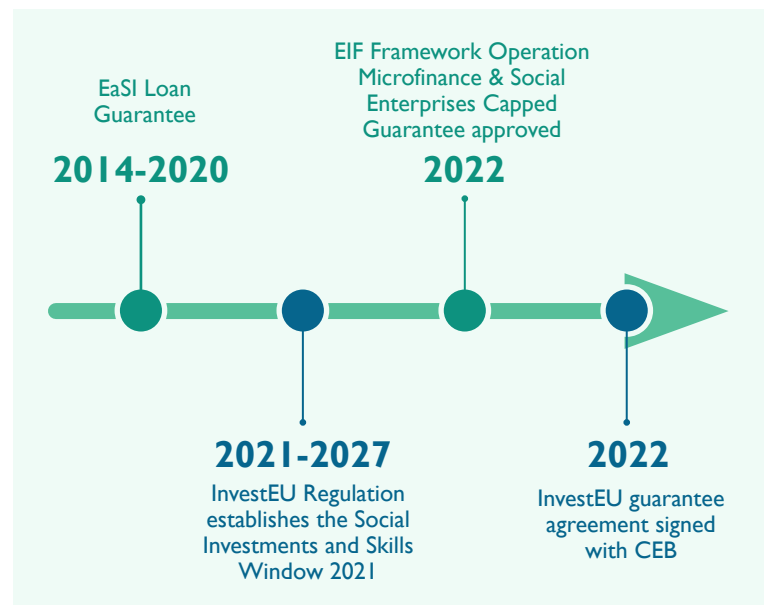 EaSI Loan
Guarantee
2014-2020
EIF Framework Operation
Microfinance & Social
Enterprises Capped
Guarantee approved
2022
2021-2027
InvestEU Regulation
establishes the Social
Investments and Skills
Window 2021
2022
InvestEU guarantee
agreement signed
with CEB